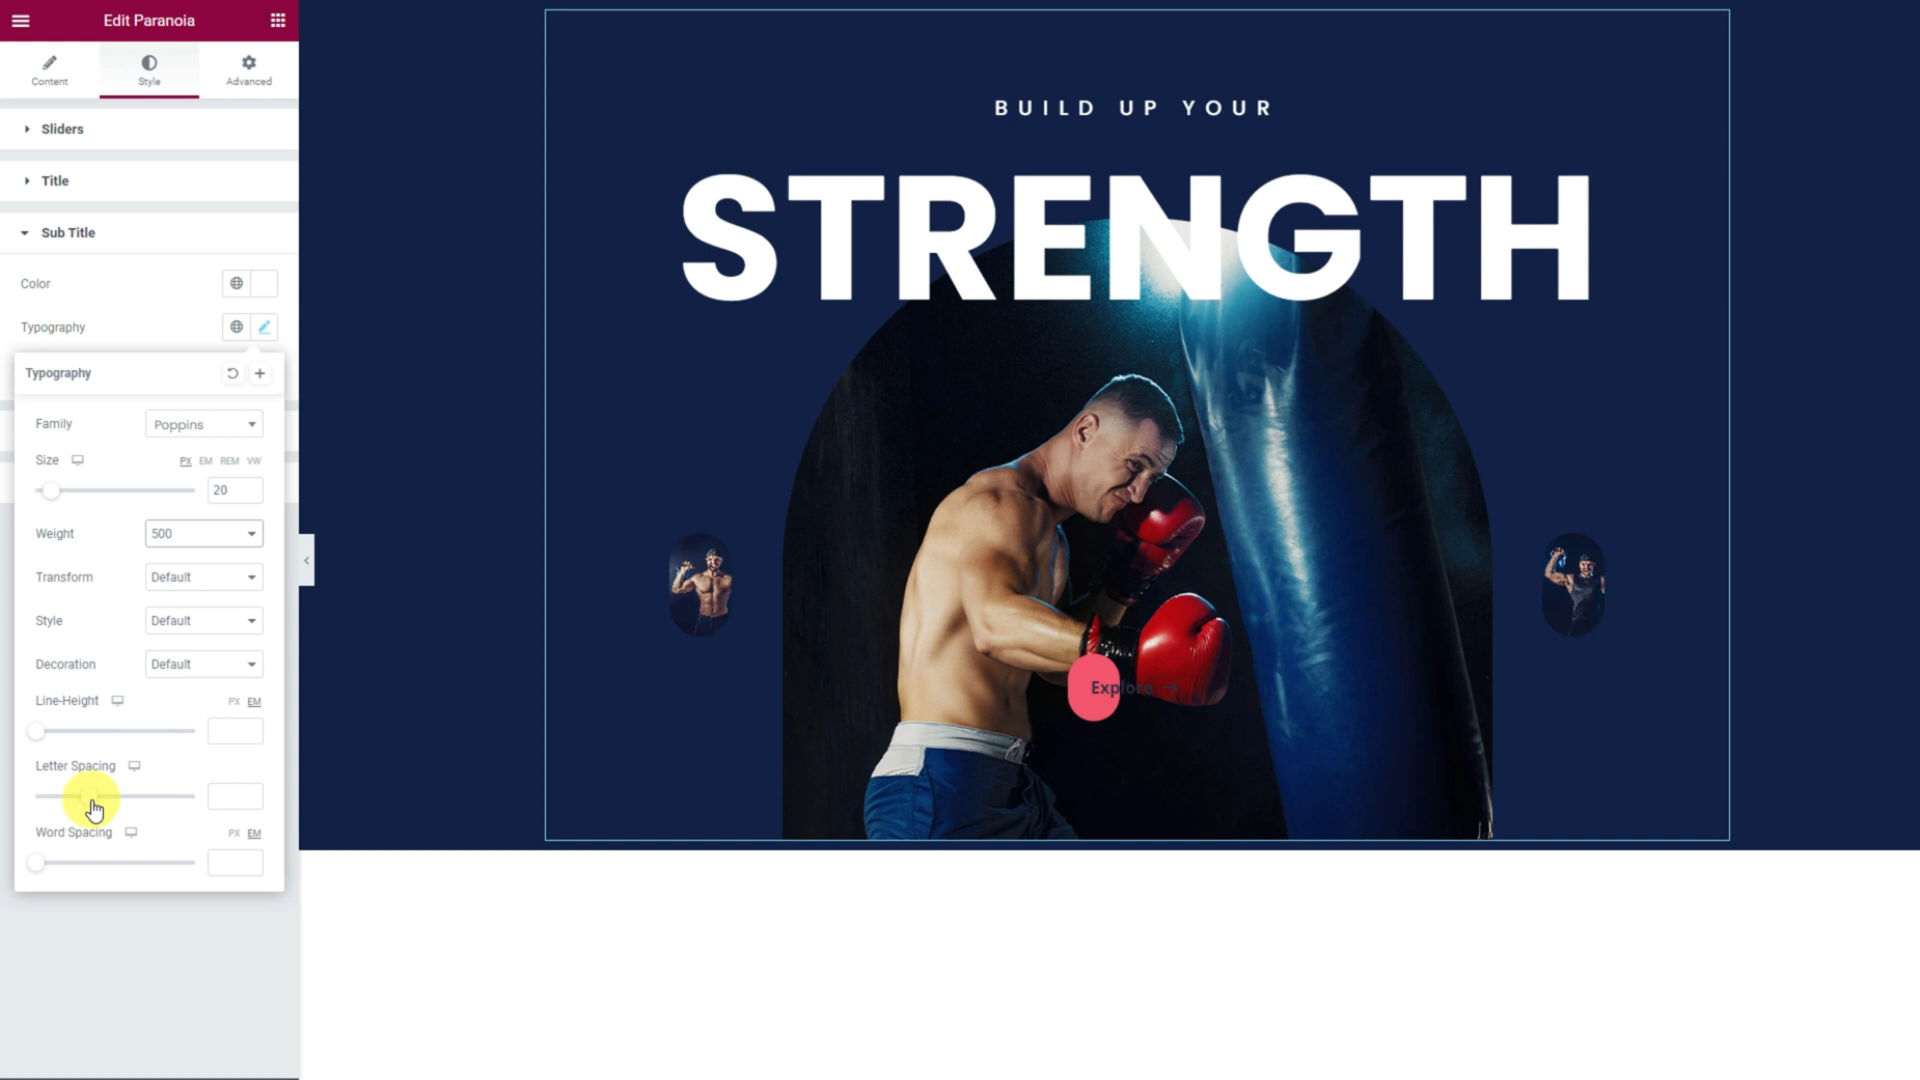 Edit Paranoia
Content
Style
Advanced
Sliders
Title
Sub Title
Color
Typography
Typography
Family
Poppins
Size
PX EM REM VW
20
Weight
500
Transform
Default
Style
Default
Decoration
Default
Line-Height
PX EM
Letter Spacing
Word Spacing
PX EM
BUILD UP YOUR
STRENGTH
Explore